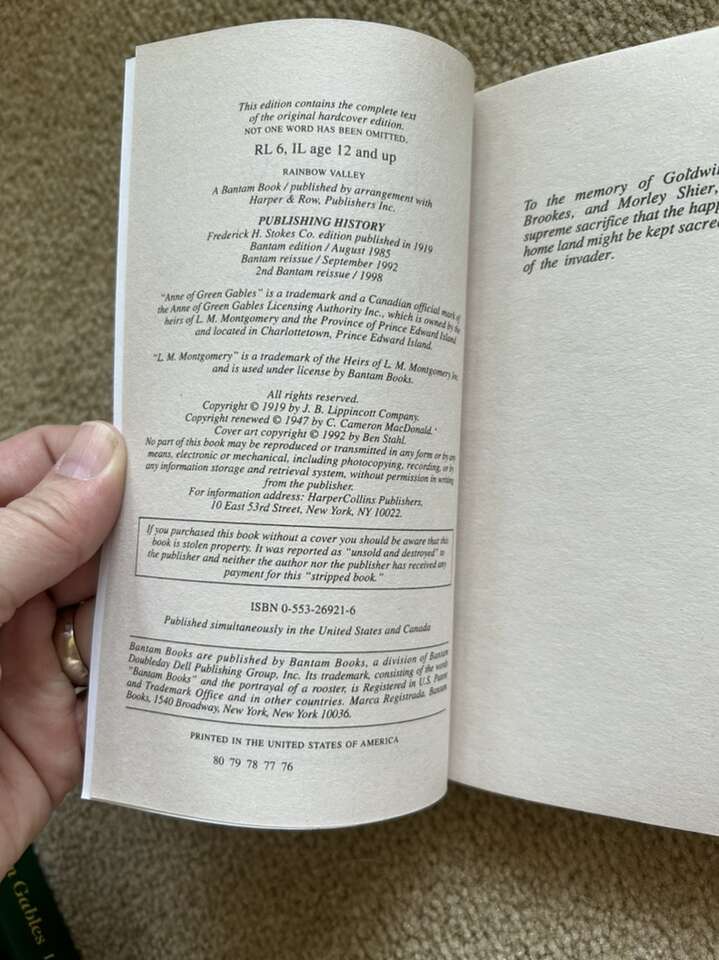 This edition contains the complete text
of the original hardcover edition.
NOT ONE WORD HAS BEEN OMITTED.
RL 6, IL age 12 and up
RAINBOW VALLEY
A Bantam Book / published by arrangement with
Harper & Row, Publishers Inc.
PUBLISHING HISTORY
Frederick H. Stokes Co. edition published in 1919
Bantam edition / August 1985
Bantam reissue / September 1992
2nd Bantam reissue / 1998
"Anne of Green Gables" is a trademark and a Canadian official mark of
the Anne of Green Gables Licensing Authority Inc., which is owned by the
heirs of L. M. Montgomery and the Province of Prince Edward Island
and located in Charlottetown, Prince Edward Island.
"L. M. Montgomery" is a trademark of the Heirs of L. M. Montgomery Inc.
and is used under license by Bantam Books.
All rights reserved.
Copyright © 1919 by J. B. Lippincott Company.
Copyright renewed © 1947 by C. Cameron MacDonald.
Cover art copyright © 1992 by Ben Stahl.
No part of this book may be reproduced or transmitted in any form or by any
means, electronic or mechanical, including photocopying, recording, or by
any information storage and retrieval system, without permission in writing
from the publisher.
For information address: HarperCollins Publishers,
10 East 53rd Street, New York, NY 10022.
If you purchased this book without a cover you should be aware that this
book is stolen property. It was reported as "unsold and destroyed" to
the publisher and neither the author nor the publisher has received any
payment for this "stripped book."
ISBN 0-553-26921-6
Published simultaneously in the United States and Canada
Bantam Books are published by Bantam Books, a division of Bantam
Doubleday Dell Publishing Group, Inc. Its trademark, consisting of the words
"Bantam Books" and the portrayal of a rooster, is Registered in U.S. Patent
and Trademark Office and in other countries. Marca Registrada. Bantam
Books, 1540 Broadway, New York, New York 10036.
PRINTED IN THE UNITED STATES OF AMERICA
80 79 78 77 76
To the memory of Goldwi
Brookes, and Morley Shier,
supreme sacrifice that the happ
home land might be kept sacred
of the invader.
n Gables